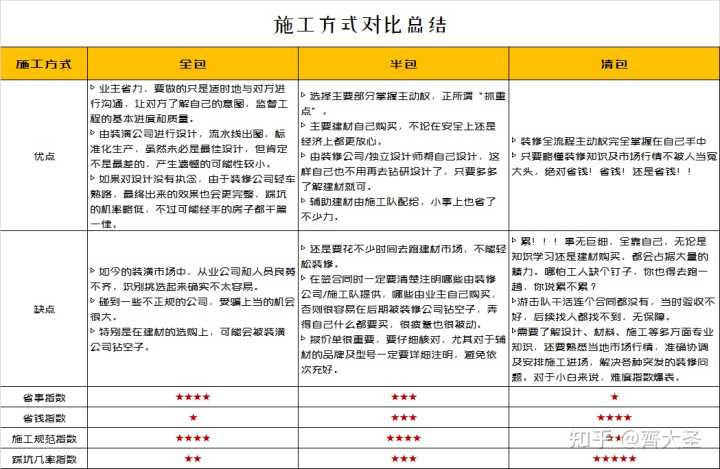 施工方式对比总结
施工方式
全包
半包
清包
优点
▷ 业主省力，要做的只是适时地与对方进
行沟通，让对方了解自己的意图，监督工
程的基本进度和质量。
▷ 由装潢公司进行设计，流水线出图，标
准化生产，虽然未必是最佳设计，但肯定
不是最差的，产生遗憾的可能性较小。
▷ 如果对设计没有执念，由于装修公司轻车
熟路，最终出来的效果也会更完整，踩坑
的机率略低，不过可能经手的房子都千篇
一律。
▷ 选择主要部分掌握主动权，正所谓“抓重
点”。
▷ 主要建材自己购买，不论在安全上还是
经济上都更放心。
▷ 由装修公司/独立设计师帮自己设计，这
样自己也不用再去钻研设计了，只要多多
了解建材就可。
▷ 辅助建材由施工队配给，小事上也省了
不少力。
▷ 装修全流程主动权完全掌握在自己手中
▷ 只要略懂装修知识及市场行情不被人当冤
大头，绝对省钱！省钱！还是省钱！！
缺点
▷ 如今的装潢市场中，从业公司和人员良莠
不齐，识别挑选起来确实不太容易。
▷ 碰到一些不正规的公司，受骗上当的机会
很大。
▷ 特别是在建材的选购上，可能会被装潢
公司钻空子。
▷ 还是要花不少时间去跑建材市场，不能轻
松装修。
▷ 在签合同时一定要清楚注明哪些由装修
公司/施工队提供，哪些由业主自己购买，
否则很容易在后期被装修公司钻空子，弄
得自己什么都要买，很疲惫也很被动。
▷ 报价单很重要，要仔细核对，尤其对于辅
材的品牌及型号一定要详细注明，避免依
次充好。
▷ 累！！！事无巨细，全靠自己，无论是
知识学习还是建材购买，都会占据大量的
精力。哪怕工人缺个钉子，你也得去跑一
趟，你说累不累？
▷ 游击队干活连个合同都没有，当时验收不
好，后续找人都找不到，无保障。
▷ 需要了解设计、材料、施工等多方面专业
知识，还要熟悉当地市场行情，准确协调
及安排施工进场，解决各种突发的装修问
题。对于小白来说，难度指数爆表。
省事指数
★★★★
★★★
★
省钱指数
★
★★★
★★★★
施工规范指数
★★★★
★★★★
★★
踩坑几率指数
★★
★★★
★★★★★
知乎 @齊大圣